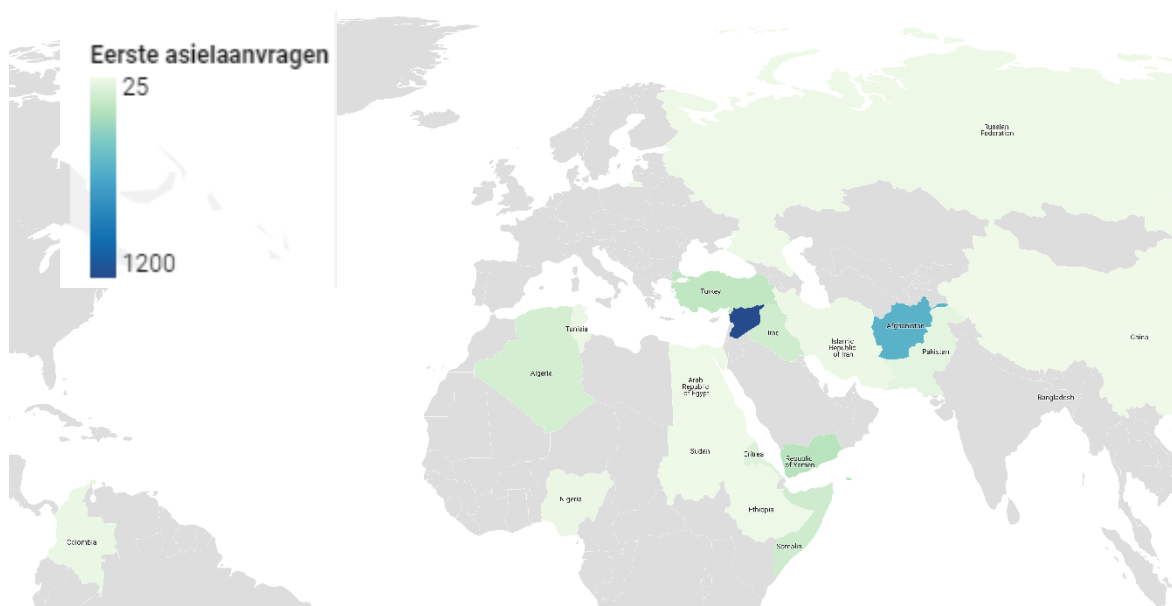 Eerste asielaanvragen
25
1200
Russian
Federation
Turkey
Afghanistan
Tunisia
Iraq
China
Islamic
Republic
of Iran
Pakistan
Algeria
Arab
Republic
of Egypt
Bangladesh
Sudan
Eritrea
Republic
of Yemen
Nigeria
Ethiopia
Colombia
Somalia